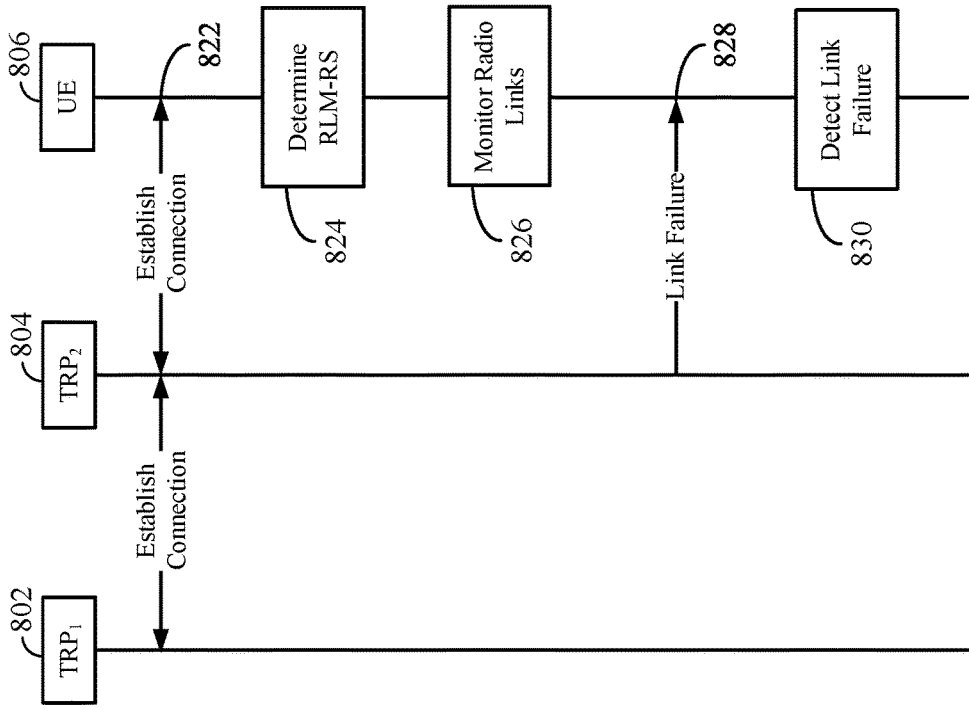 802
TRP1
804
TRP2
806
UE
Establish
Connection
Establish
Connection
822
Determine
RLM-RS
824
Monitor Radio
Links
826
Link Failure
828
Detect Link
Failure
830